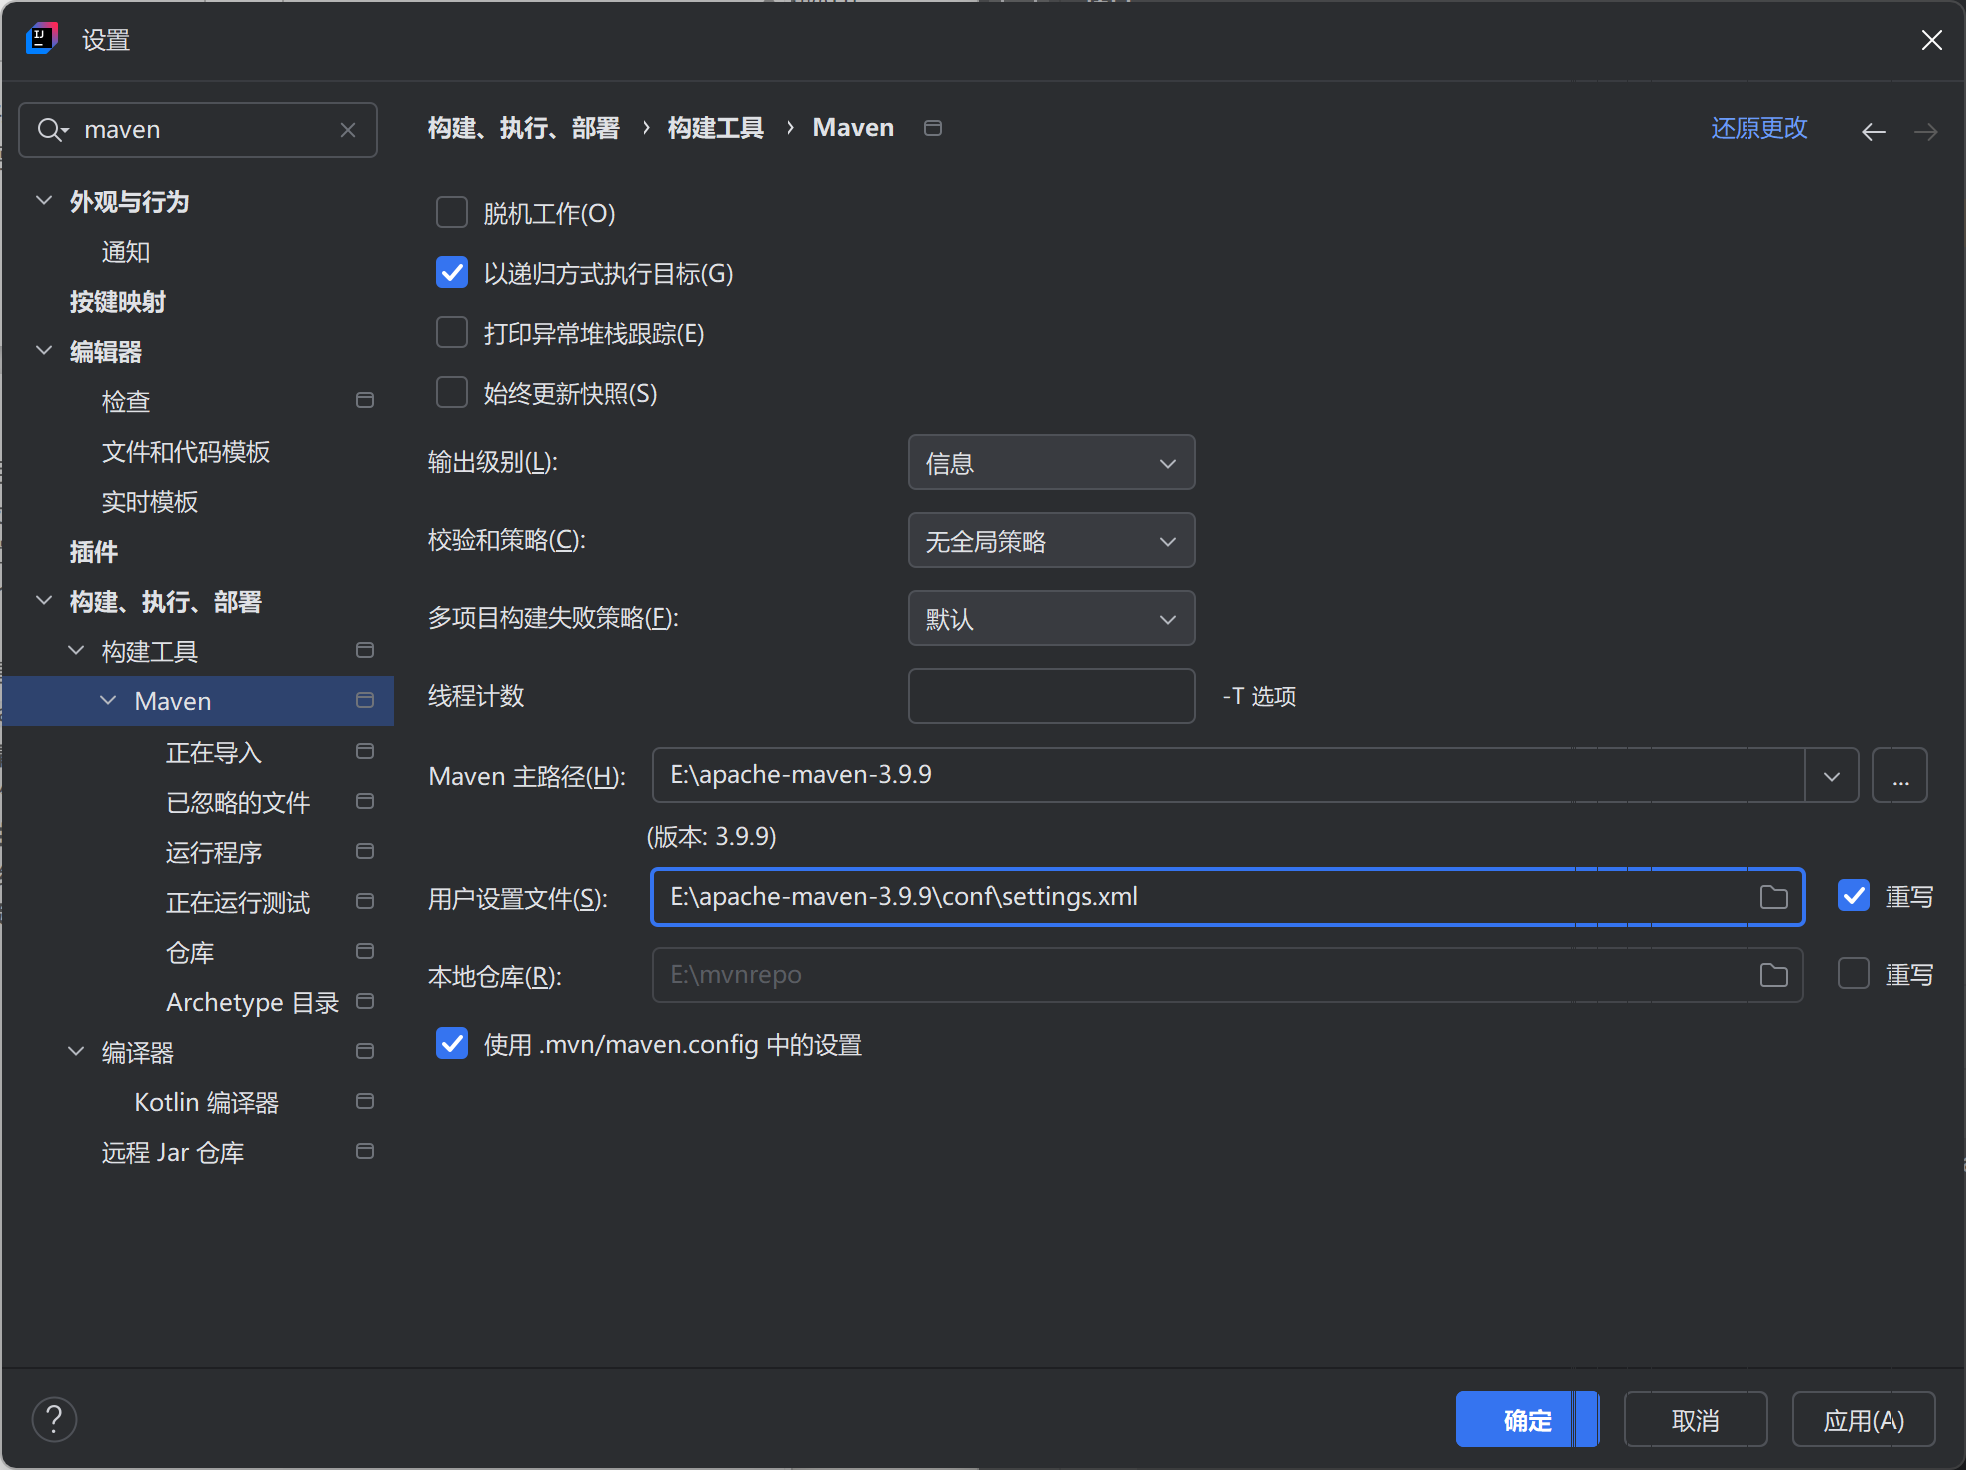 设置
maven
外观与行为
通知
按键映射
编辑器
检查
文件和代码模板
实时模板
插件
构建、执行、部署
构建工具
Maven
正在导入
已忽略的文件
运行程序
正在运行测试
仓库
Archetype 目录
编译器
Kotlin 编译器
远程 Jar 仓库
构建、执行、部署 › 构建工具 › Maven
还原更改
脱机工作(O)
以递归方式执行目标(G)
打印异常堆栈跟踪(E)
始终更新快照(S)
输出级别(L): 信息
校验和策略(C): 无全局策略
多项目构建失败策略(F): 默认
线程计数 -T 选项
Maven 主路径(H): E:\apache-maven-3.9.9 ...
(版本: 3.9.9)
用户设置文件(S): E:\apache-maven-3.9.9\conf\settings.xml 重写
本地仓库(R): E:\mvnrepo 重写
使用 .mvn/maven.config 中的设置
? 确定 取消 应用(A)